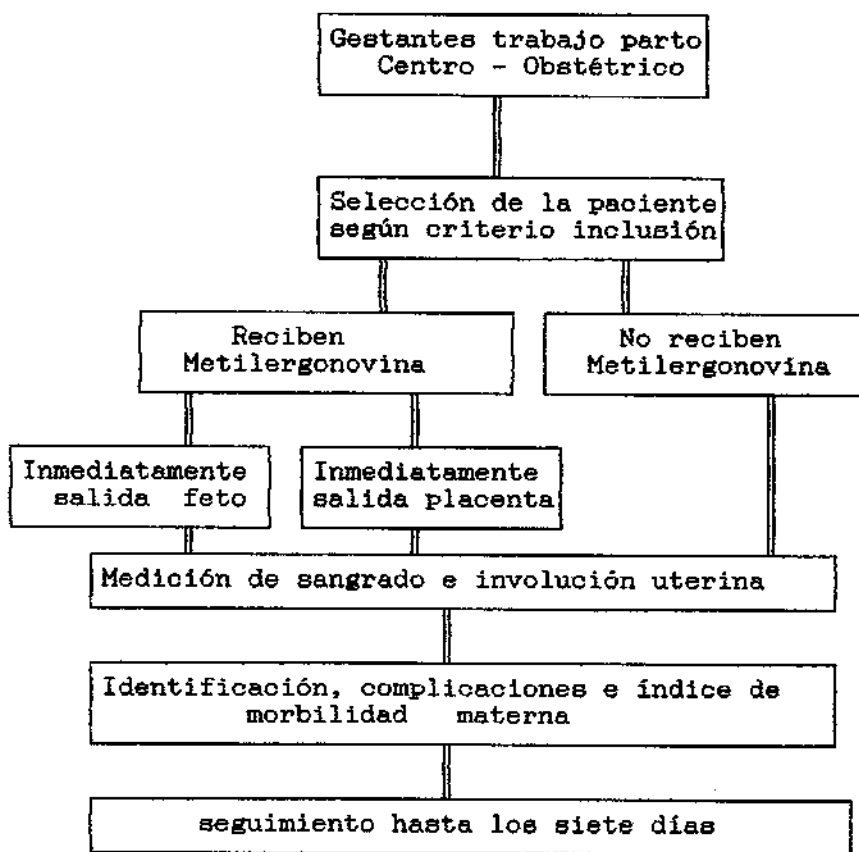 Gestantes trabajo parto
Centro - Obstétrico
Selección de la paciente
según criterio inclusión
Reciben
Metilergonovina
No reciben
Metilergonovina
Inmediatamente
salida feto
Inmediatamente
salida placenta
Medición de sangrado e involución uterina
Identificación, complicaciones e índice de
morbilidad materna
seguimiento hasta los siete días